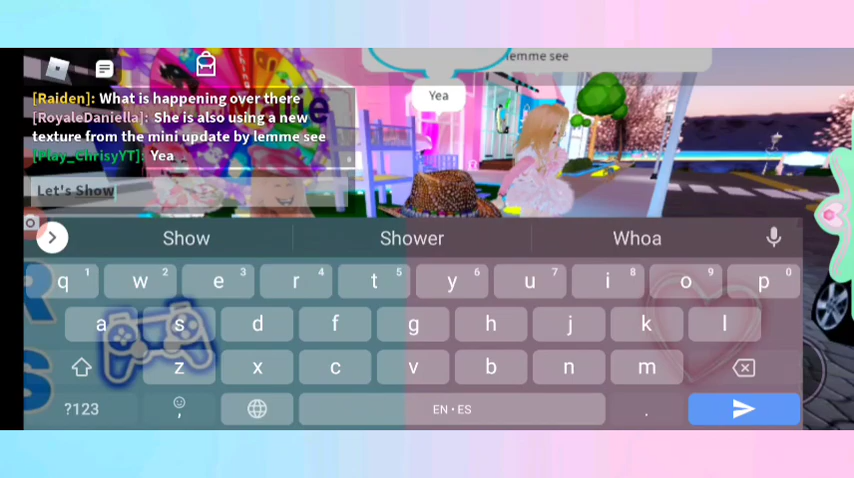 lemme see
Yea
[Raiden]: What is happening over there
[RoyaleDaniella]: She is also using a new
texture from the mini update by lemme see
[Play_ChrisyYT]: Yea
Let's Show
Show Shower Whoa
q 1 w 2 e 3 r 4 t 5 y 6 u 7 i 8 o 9 p 0
a s d f g h j k l
z x c v b n m
?123 , EN • ES .